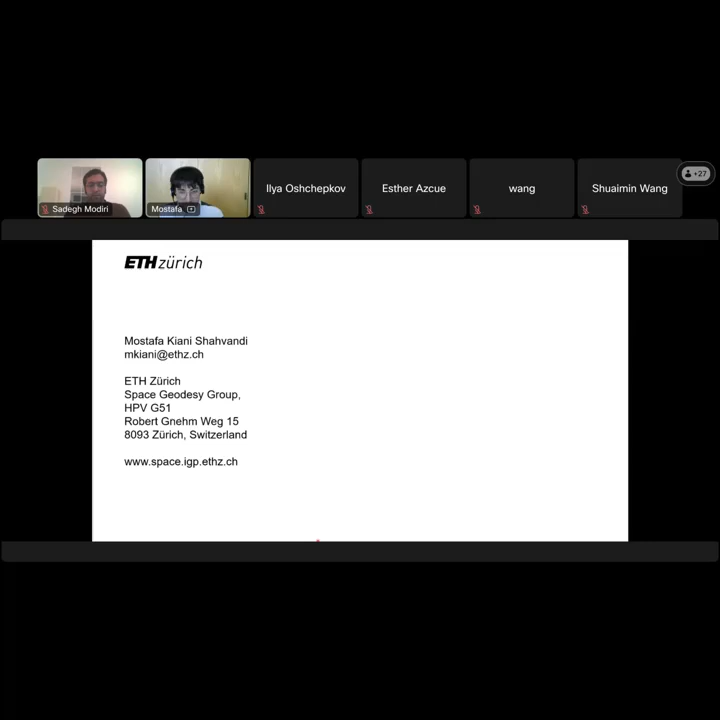 Ilya Oshchepkov
Esther Azcue
wang
Shuaimin Wang
+27
Sadegh Modiri
Mostafa
ETH zürich
Mostafa Kiani Shahvandi
mkiani@ethz.ch
ETH Zürich
Space Geodesy Group,
HPV G51
Robert Gnehm Weg 15
8093 Zürich, Switzerland
www.space.igp.ethz.ch